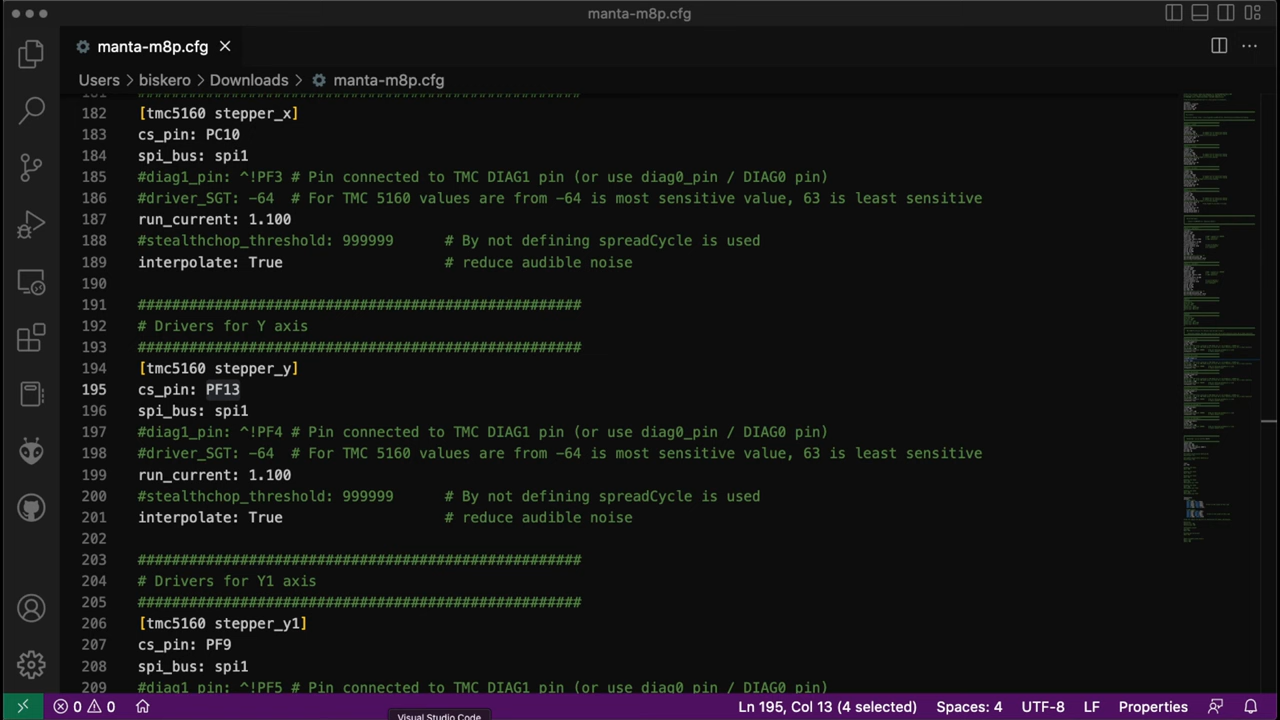 manta-m8p.cfg
manta-m8p.cfg
Users > biskero > Downloads > manta-m8p.cfg
181 ####################################################
182 [tmc5160 stepper_x]
183 cs_pin: PC10
184 spi_bus: spi1
185 #diag1_pin: ^!PF3 # Pin connected to TMC DIAG1 pin (or use diag0_pin / DIAG0 pin)
186 #driver_SGT: -64  # For TMC 5160 values are from -64 is most sensitive value, 63 is least sensitive
187 run_current: 1.100
188 #stealthchop_threshold: 999999      # By not defining spreadCycle is used
189 interpolate: True                   # reduce audible noise
190
191 ####################################################
192 # Drivers for Y axis
193 ####################################################
194 [tmc5160 stepper_y]
195 cs_pin: PF13
196 spi_bus: spi1
197 #diag1_pin: ^!PF4 # Pin connected to TMC DIAG1 pin (or use diag0_pin / DIAG0 pin)
198 #driver_SGT: -64  # For TMC 5160 values are from -64 is most sensitive value, 63 is least sensitive
199 run_current: 1.100
200 #stealthchop_threshold: 999999      # By not defining spreadCycle is used
201 interpolate: True                   # reduce audible noise
202
203 ####################################################
204 # Drivers for Y1 axis
205 ####################################################
206 [tmc5160 stepper_y1]
207 cs_pin: PF9
208 spi_bus: spi1
209 #diag1_pin: ^!PF5 # Pin connected to TMC DIAG1 pin (or use diag0_pin / DIAG0 pin)
0 0 Ln 195, Col 13 (4 selected) Spaces: 4 UTF-8 LF Properties
Visual Studio Code